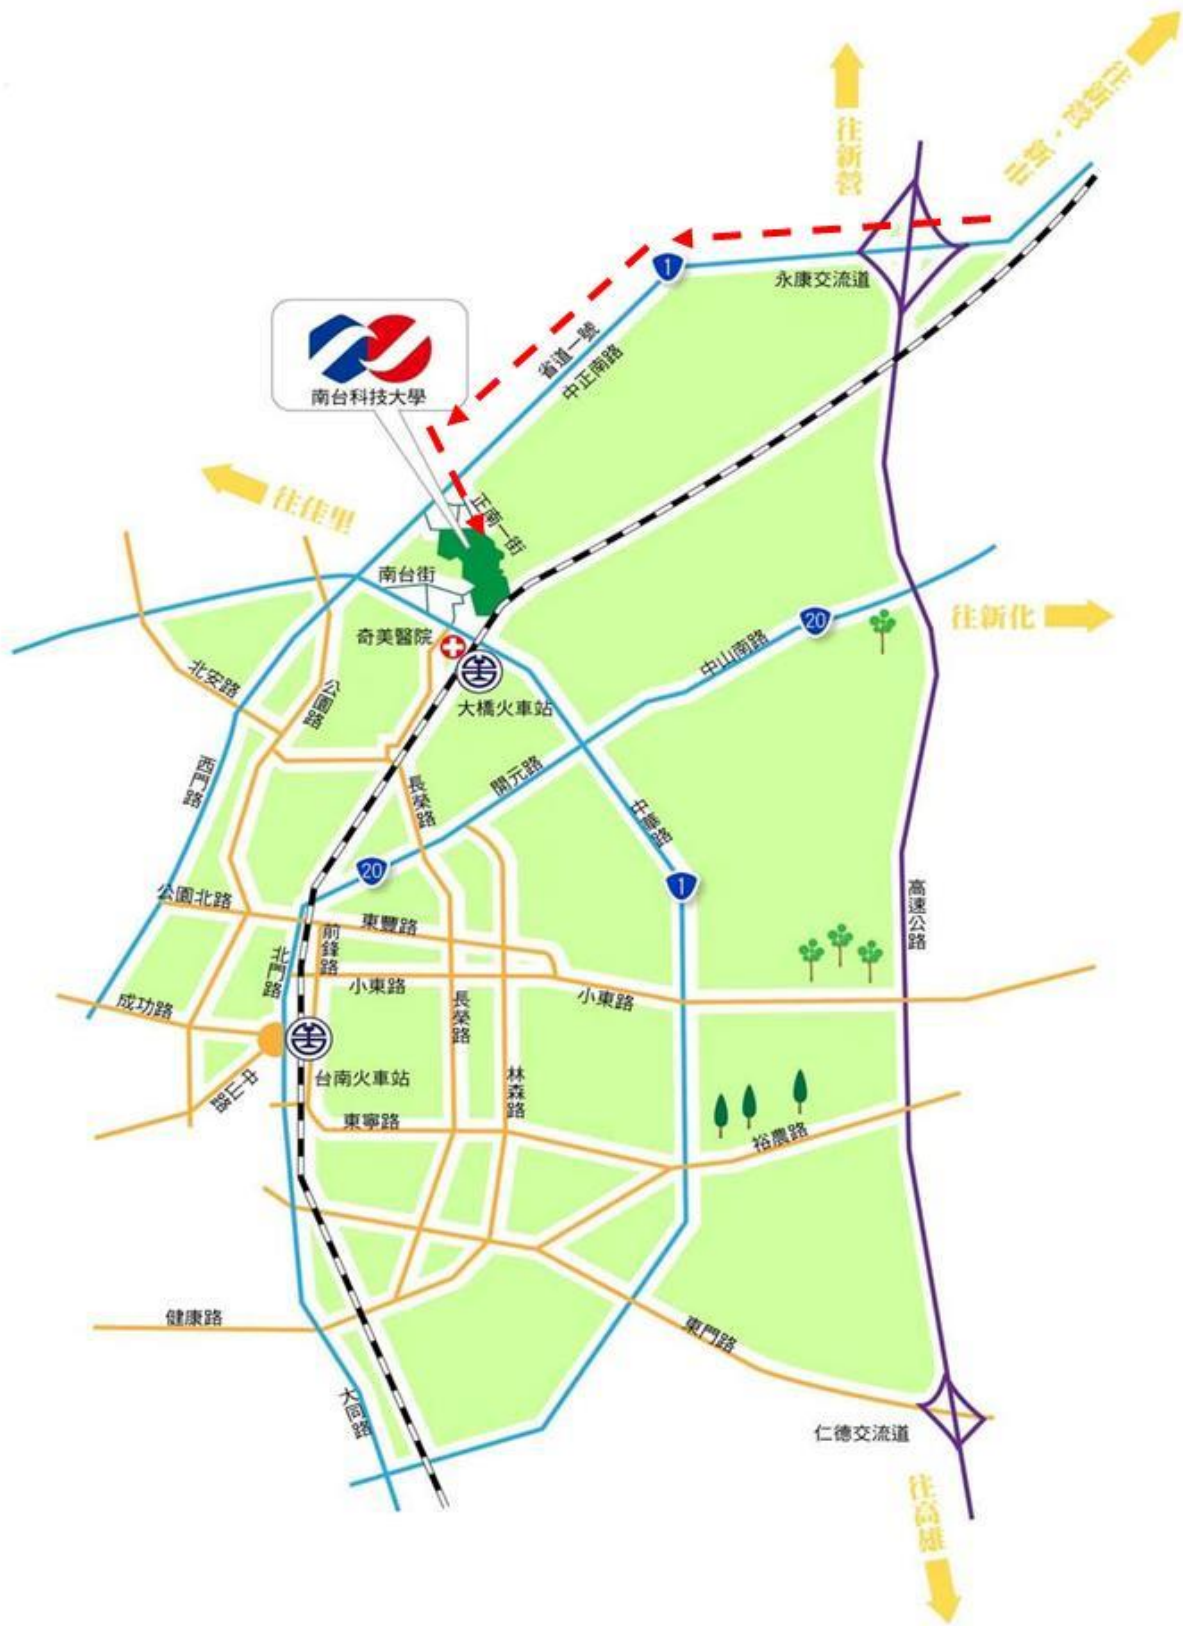 往新營、新市
往新營
1
永康交流道
省道一號
中正南路
南台科技大學
往佳里
正南一街
南台街
20
往新化
奇美醫院
中山南路
北安路
公園路
大橋火車站
西門路
長榮路
開元路
中華路
20
1
公園北路
東豐路
高速公路
前鋒路
北門路
小東路
小東路
成功路
長榮路
台南火車站
中山路
林森路
東寧路
裕農路
健康路
東門路
大同路
仁德交流道
往高雄